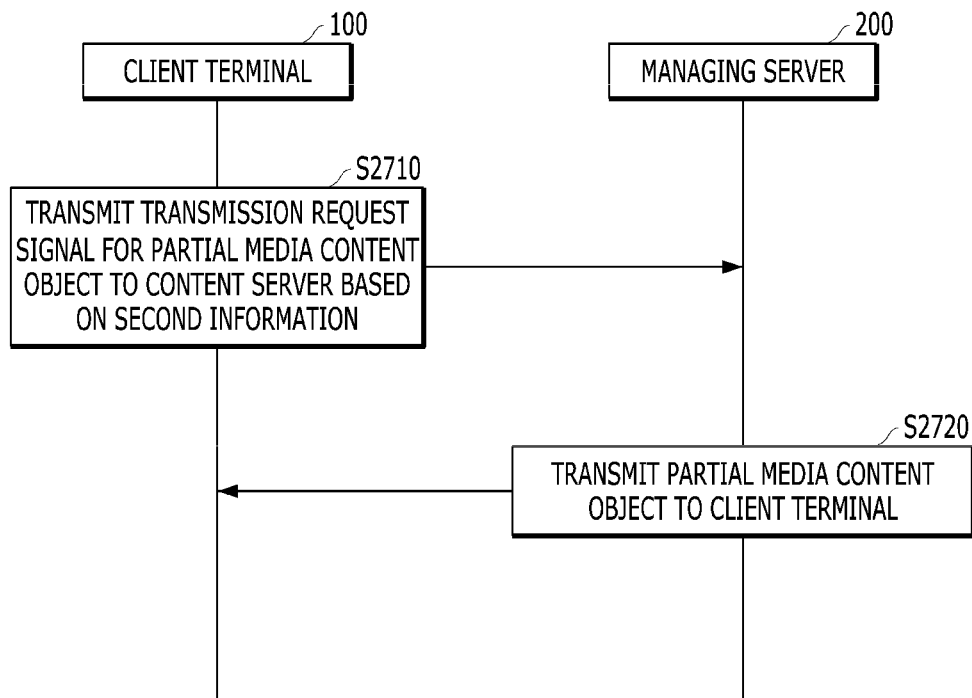 100
CLIENT TERMINAL
200
MANAGING SERVER
S2710
TRANSMIT TRANSMISSION REQUEST
SIGNAL FOR PARTIAL MEDIA CONTENT
OBJECT TO CONTENT SERVER BASED
ON SECOND INFORMATION
S2720
TRANSMIT PARTIAL MEDIA CONTENT
OBJECT TO CLIENT TERMINAL